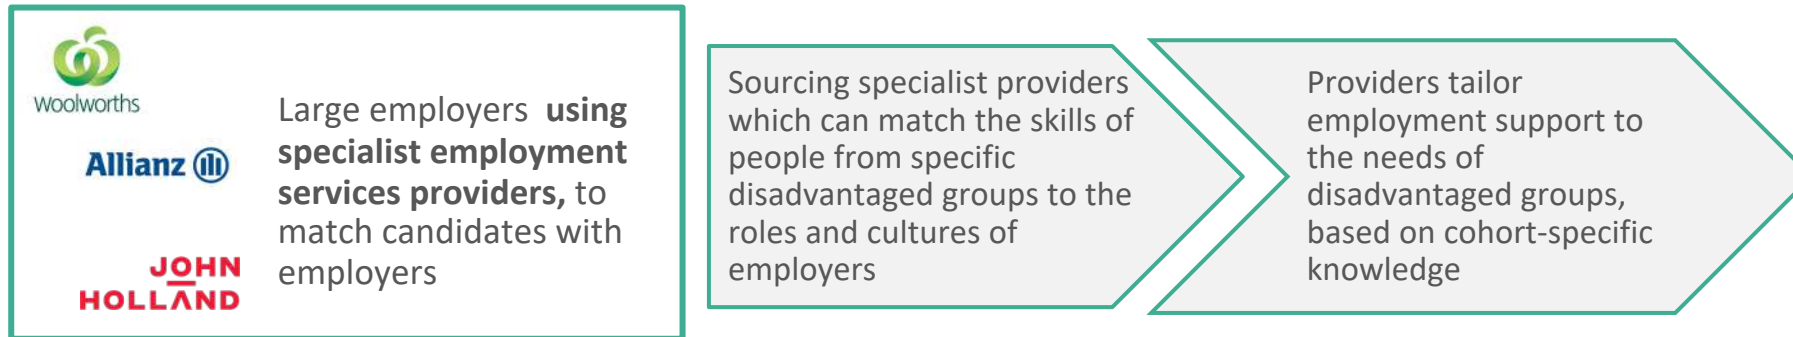 woolworths
Allianz
JOHN
HOLLAND
Large employers using
specialist employment
services providers, to
match candidates with
employers
Sourcing specialist providers
which can match the skills of
people from specific
disadvantaged groups to the
roles and cultures of
employers
Providers tailor
employment support to
the needs of
disadvantaged groups,
based on cohort-specific
knowledge